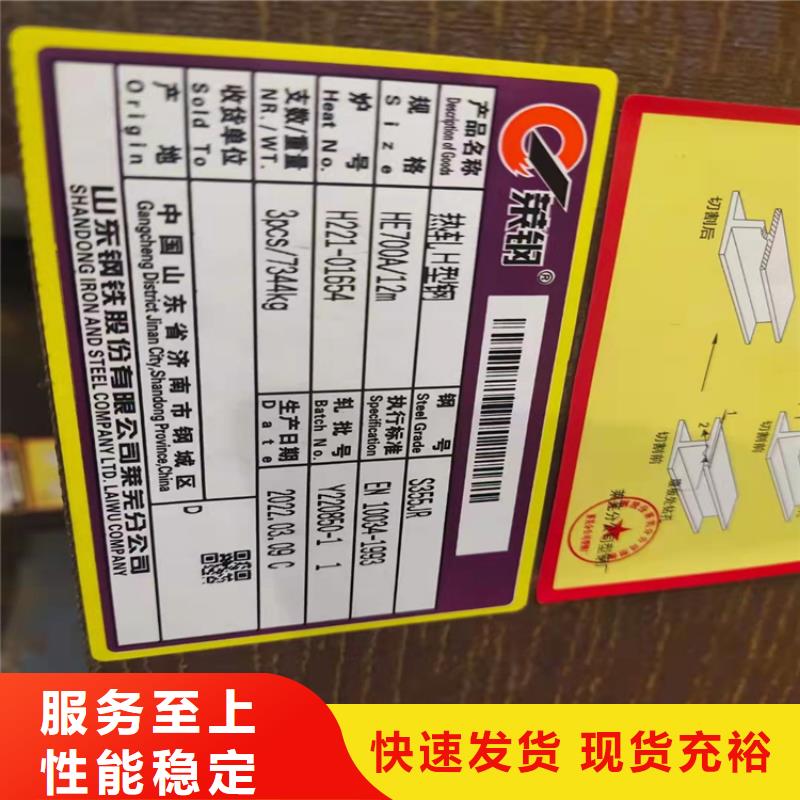 莱钢®
产品名称 热轧H型钢
Description of Goods
钢 号 S355JR
Steel Grade
规 格 HE700A/12m
Size
执行标准 EN 10034-1993
Specification
炉 号 H221-01654
Heat No.
轧批号 Y220850-1 1
Batch No.
支数/重量 3pcs/7344kg
NR./WT.
生产日期 2022.03.09 C
Date
收货单位
Sold To
D
产 地 中国山东省济南市钢城区
Origin Gangcheng District Jinan City,Shandong Province,China
山东钢铁股份有限公司莱芜分公司
SHANDONG IRON AND STEEL COMPANY LTD. LAIWU COMPANY
切割后
切割前
1
2
服务至上
性能稳定
快速发货 现货充裕